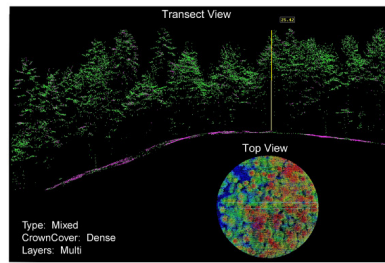 Transect View
25.42
Top View
Type: Mixed
CrownCover: Dense
Layers: Multi